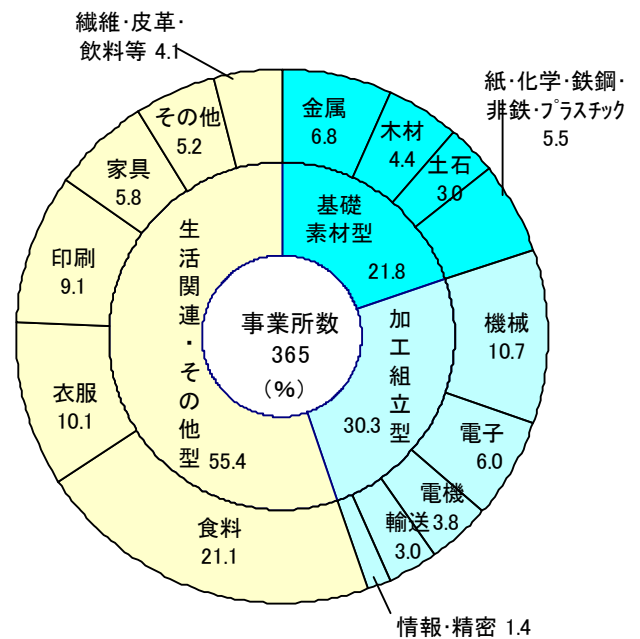 繊維・皮革・
飲料等 4.1
紙・化学・鉄鋼・
非鉄・プラスチック
5.5
金属
6.8
木材
4.4
土石
3.0
その他
5.2
家具
5.8
印刷
9.1
衣服
10.1
食料
21.1
基礎
素材型
21.8
生活関連・その他型
55.4
事業所数
365
（%）
加工組立型
30.3
機械
10.7
電子
6.0
電機
3.8
輸送
3.0
情報・精密 1.4